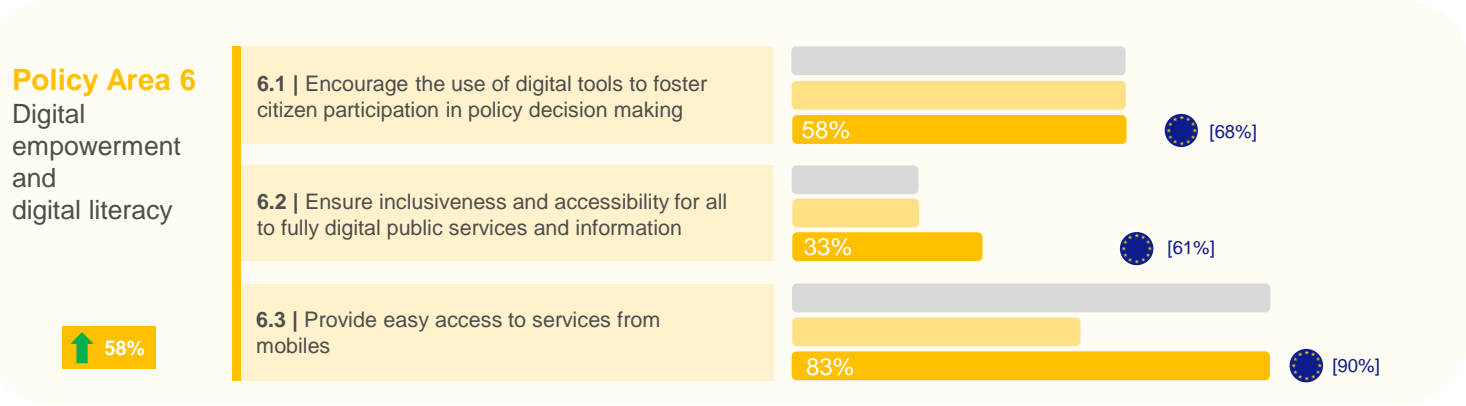 Policy Area 6
Digital
empowerment
and
digital literacy
58%
6.1 | Encourage the use of digital tools to foster
citizen participation in policy decision making
58%
[68%]
6.2 | Ensure inclusiveness and accessibility for all
to fully digital public services and information
33%
[61%]
6.3 | Provide easy access to services from
mobiles
83%
[90%]